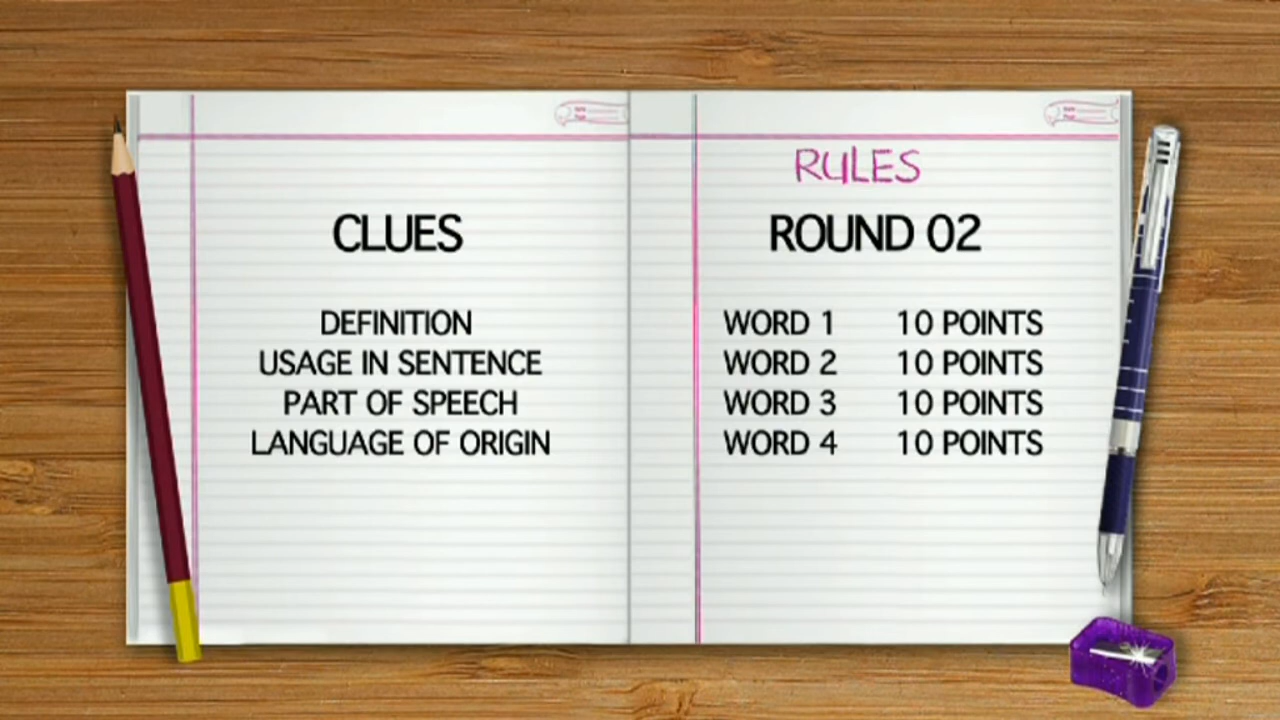 CLUES
DEFINITION
USAGE IN SENTENCE
PART OF SPEECH
LANGUAGE OF ORIGIN
RULES
ROUND 02
WORD 1 10 POINTS
WORD 2 10 POINTS
WORD 3 10 POINTS
WORD 4 10 POINTS